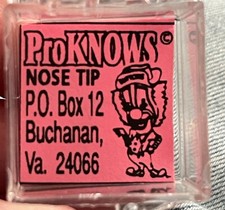 ProKNOWS©
NOSE TIP
P.O. Box 12
Buchanan,
Va. 24066